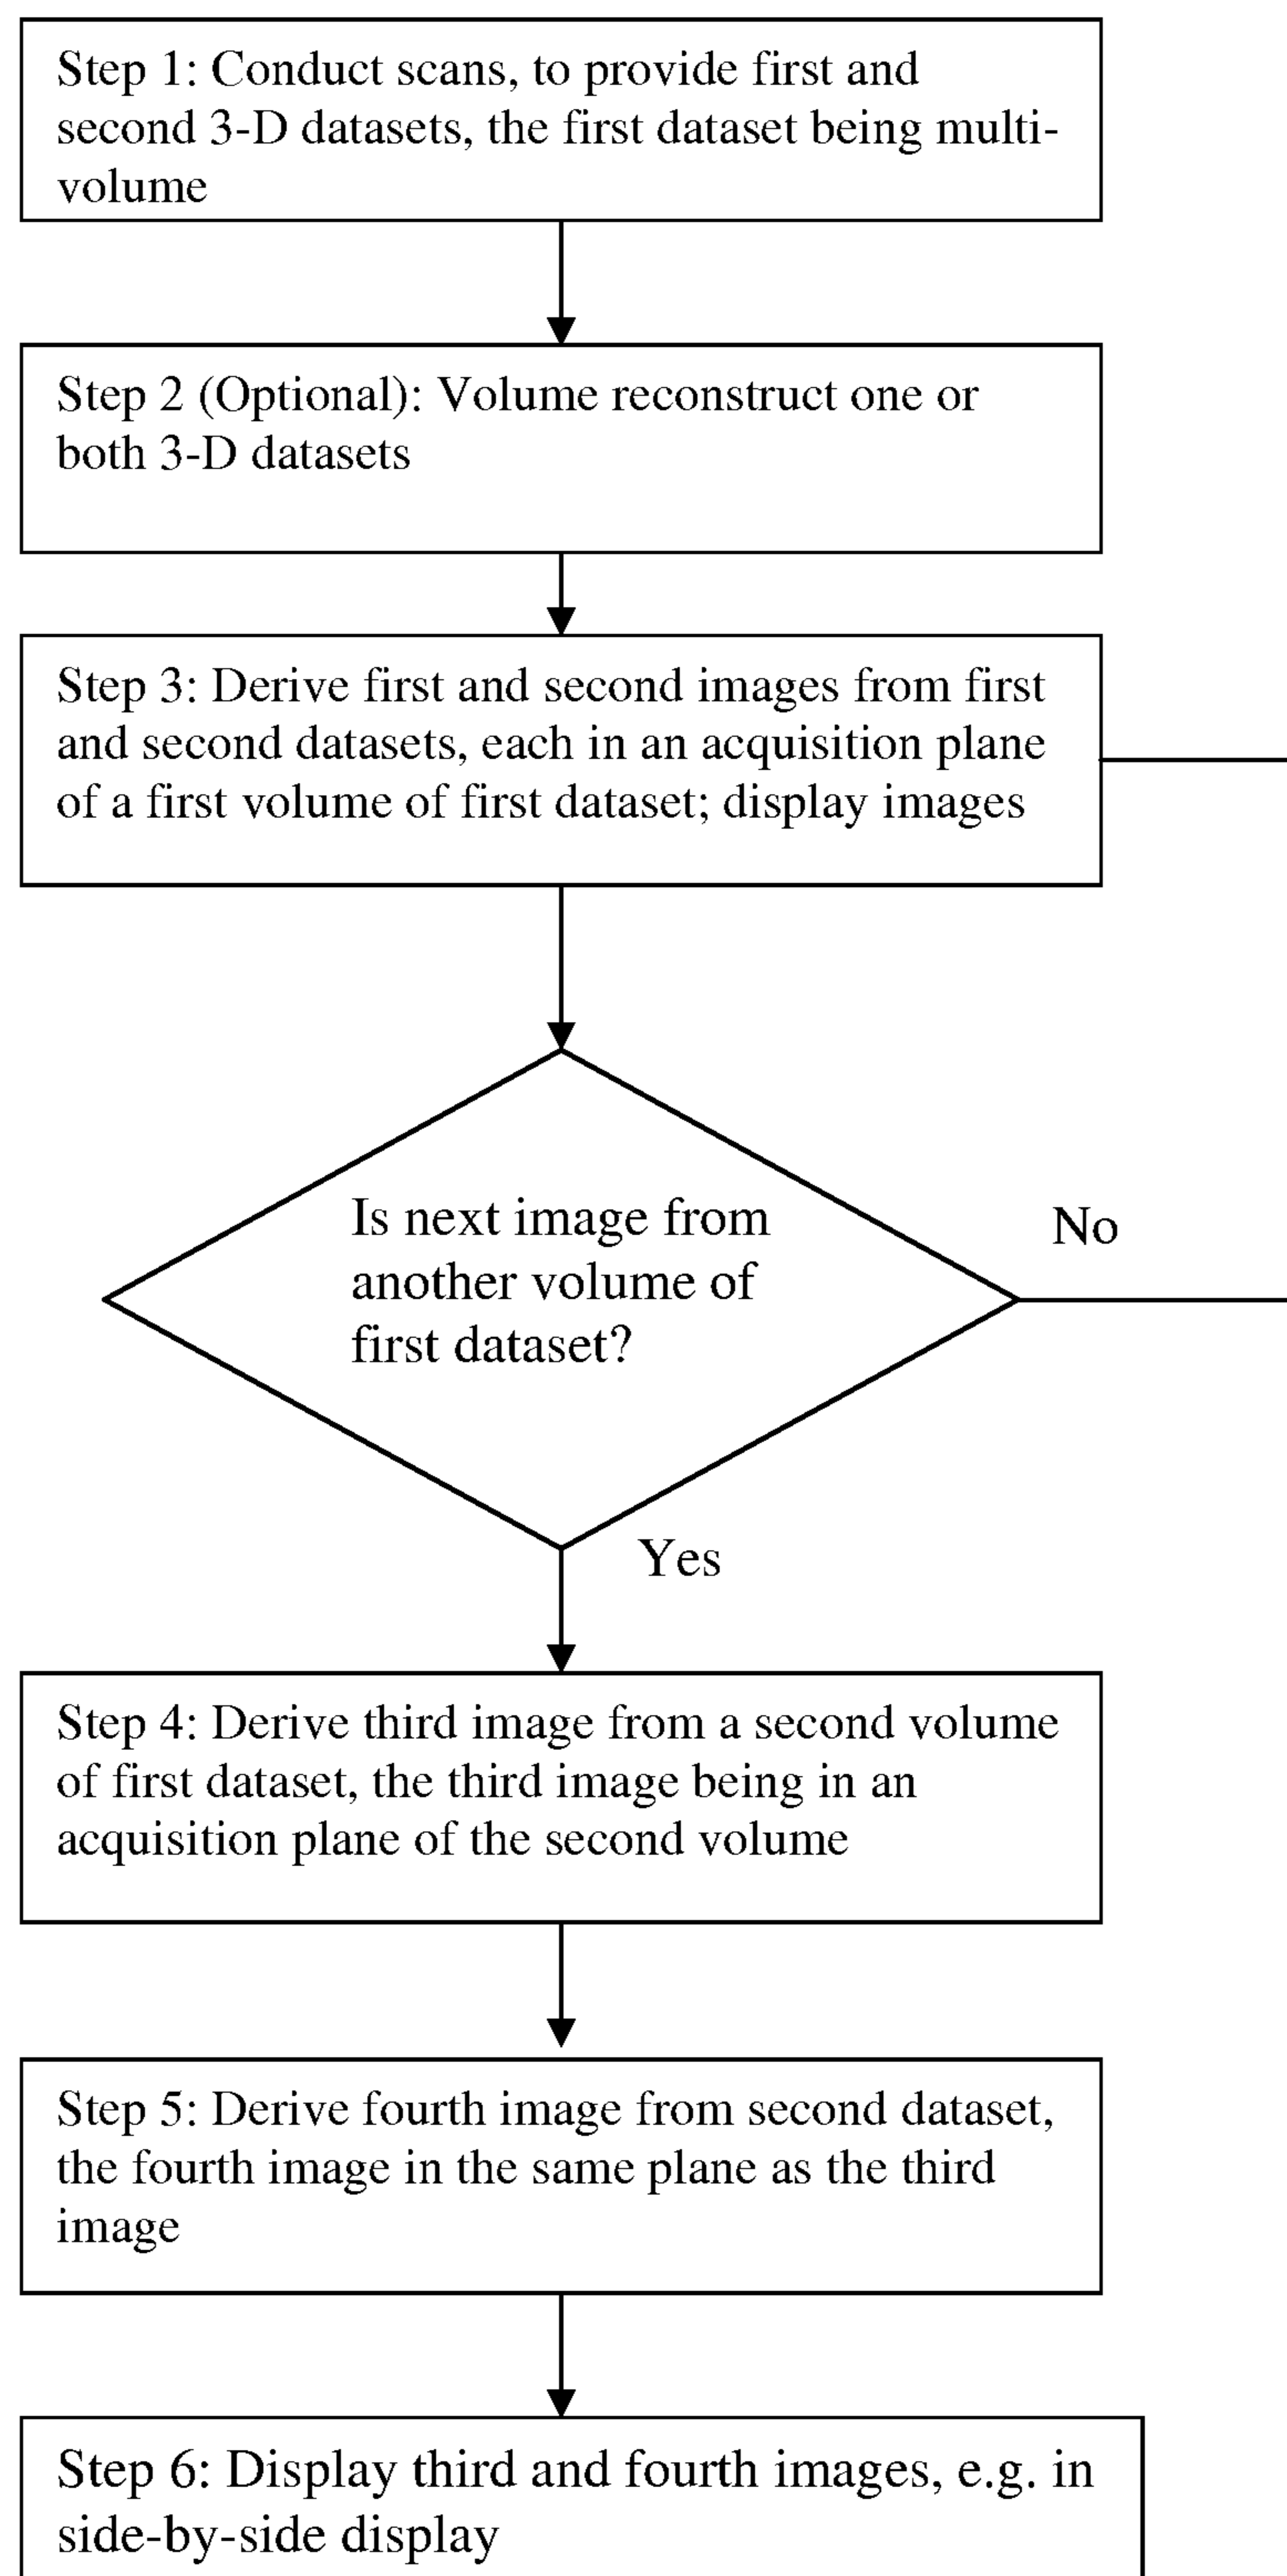 Step 1: Conduct scans, to provide first and
second 3-D datasets, the first dataset being multi-
volume
Step 2 (Optional): Volume reconstruct one or
both 3-D datasets
Step 3: Derive first and second images from first
and second datasets, each in an acquisition plane
of a first volume of first dataset; display images
Is next image from
another volume of
first dataset?
No
Yes
Step 4: Derive third image from a second volume
of first dataset, the third image being in an
acquisition plane of the second volume
Step 5: Derive fourth image from second dataset,
the fourth image in the same plane as the third
image
Step 6: Display third and fourth images, e.g. in
side-by-side display